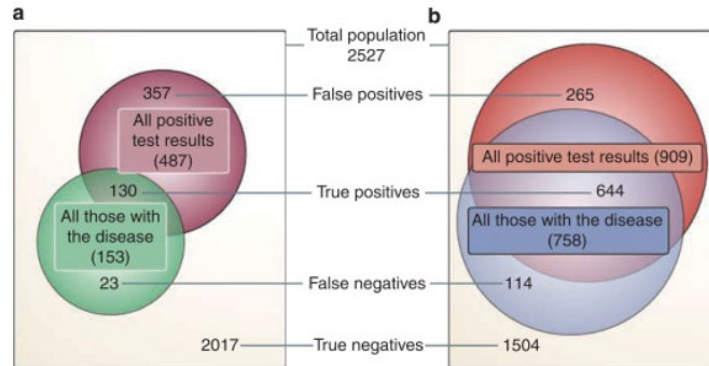 a
Total population
2527
b
357
False positives
265
All positive
test results
(487)
All positive test results (909)
130
True positives
644
All those with
the disease
(153)
All those with the disease
(758)
23
False negatives
114
2017
True negatives
1504